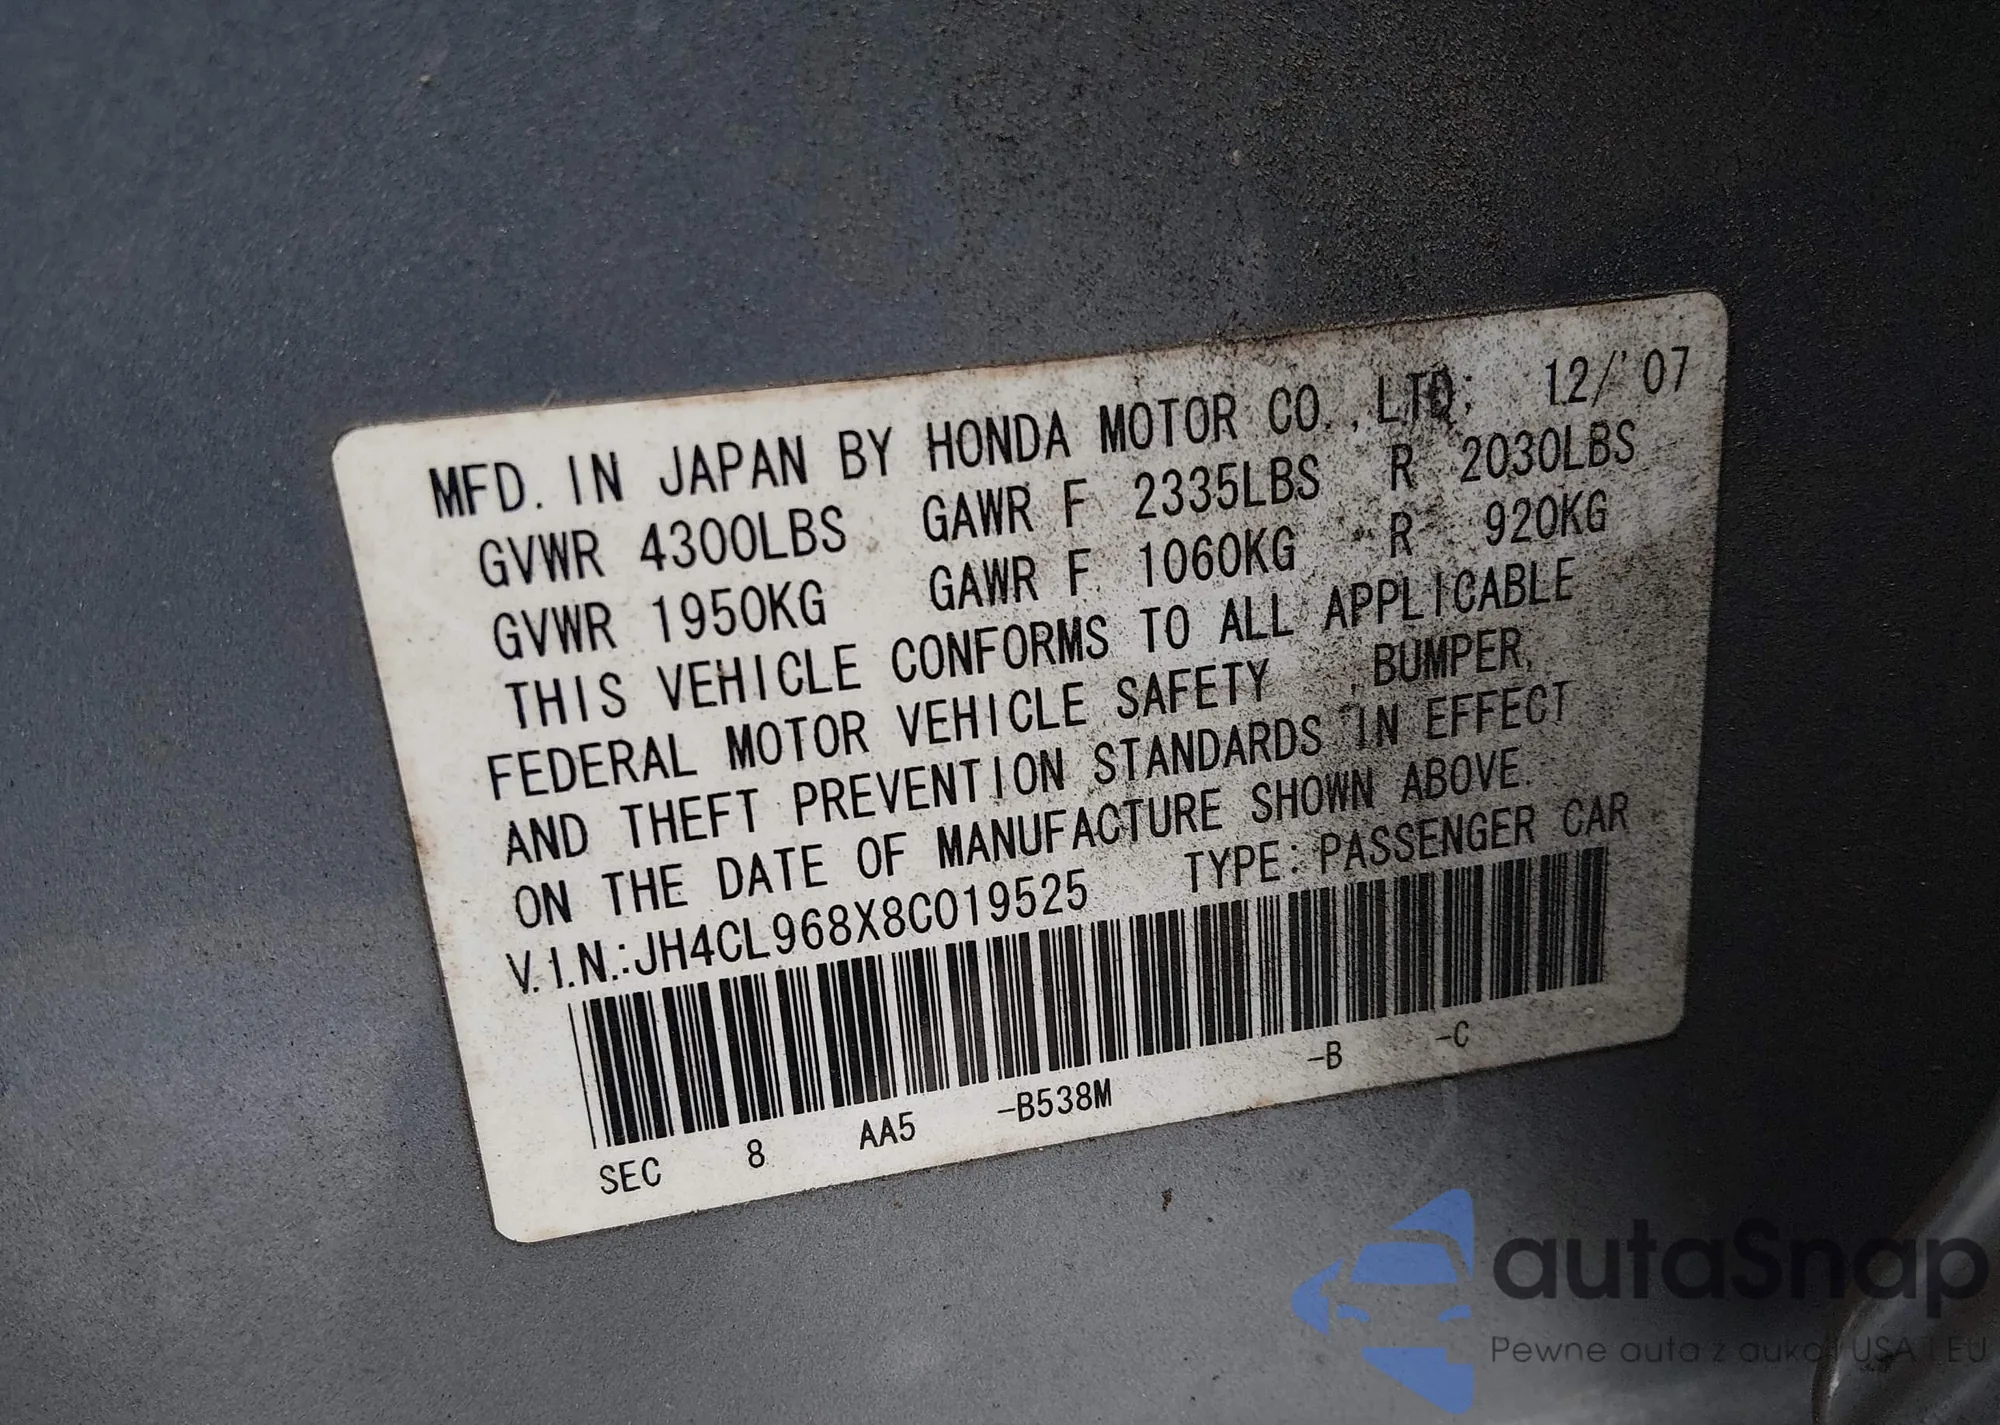 MFD. IN JAPAN BY HONDA MOTOR CO.,LTD; 12/'07
GVWR 4300LBS GAWR F 2335LBS R 2030LBS
GVWR 1950KG GAWR F 1060KG R 920KG
THIS VEHICLE CONFORMS TO ALL APPLICABLE
FEDERAL MOTOR VEHICLE SAFETY , BUMPER,
AND THEFT PREVENTION STANDARDS IN EFFECT
ON THE DATE OF MANUFACTURE SHOWN ABOVE.
V.I.N.:JH4CL968X8C019525 TYPE:PASSENGER CAR
SEC 8 AA5 -B538M -B -C
autaSnap
Pewne auta z aukcji USA i EU